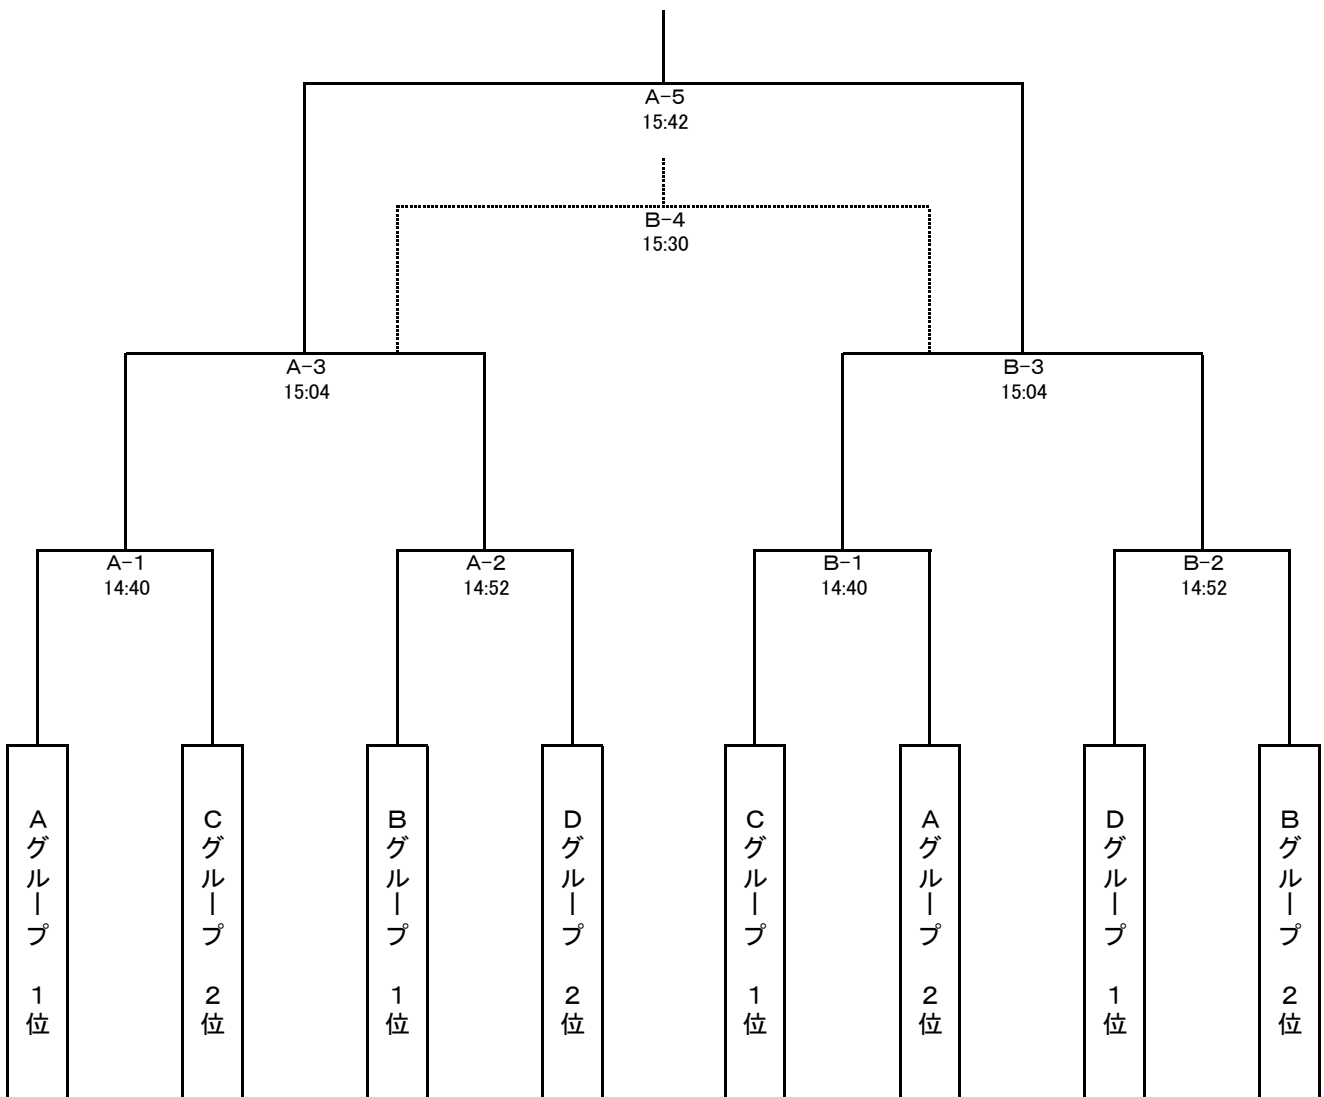 A-5
15:42
B-4
15:30
A-3
15:04
B-3
15:04
A-1
14:40
A-2
14:52
B-1
14:40
B-2
14:52
Aグループ　1位
Cグループ　2位
Bグループ　1位
Dグループ　2位
Cグループ　1位
Aグループ　2位
Dグループ　1位
Bグループ　2位